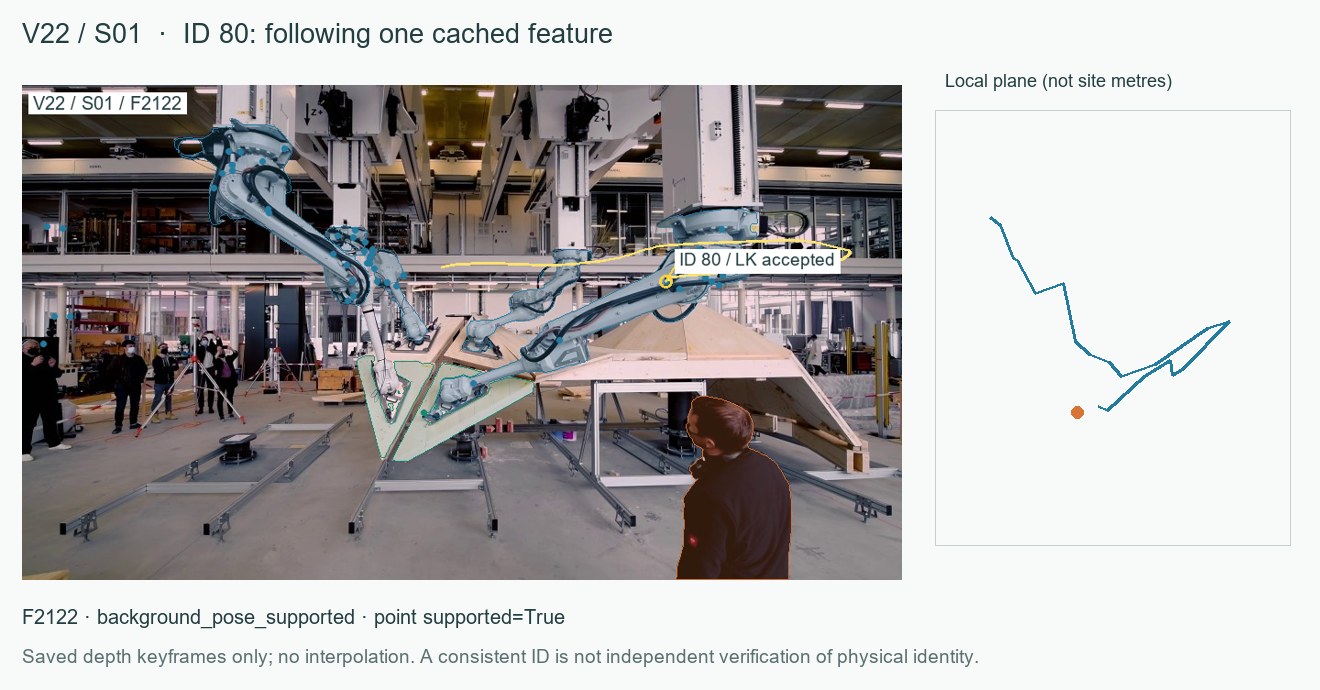 V22 / S01 · ID 80: following one cached feature
Local plane (not site metres)
V22 / S01 / F2122
z+
z+
ID 80 / LK accepted
F2122 · background_pose_supported · point supported=True
Saved depth keyframes only; no interpolation. A consistent ID is not independent verification of physical identity.